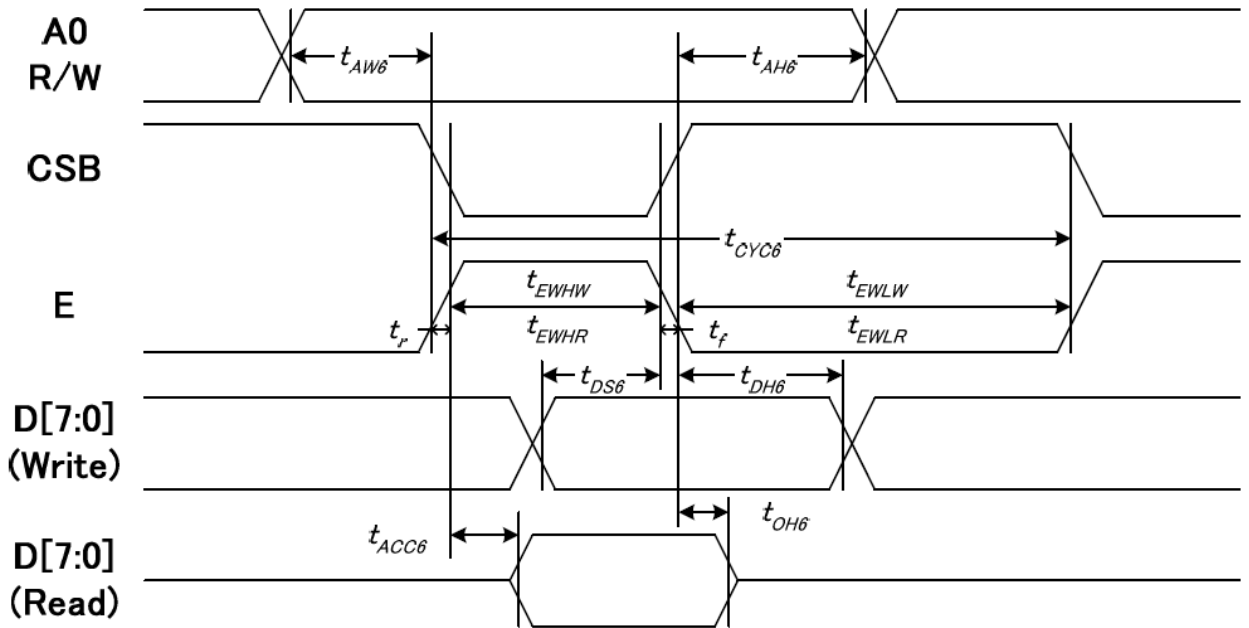 A0
R/W
tAW6
tAH6
CSB
tCYC6
E
tEWHW
tEWLW
tr
tEWHR
tf
tEWLR
tDS6
tDH6
D[7:0]
(Write)
tOH6
tACC6
D[7:0]
(Read)